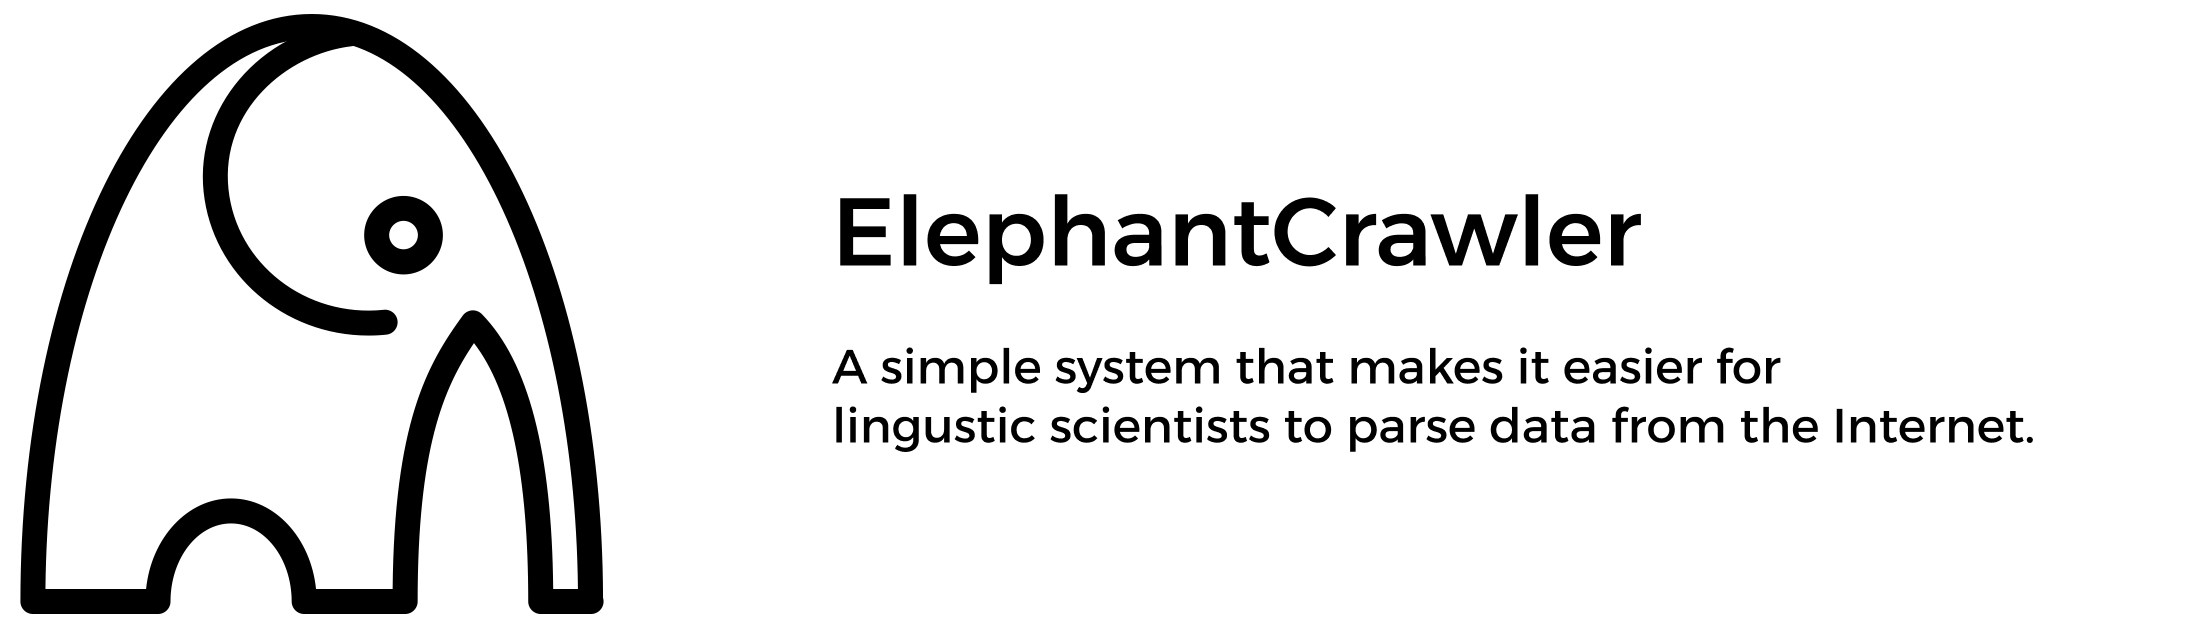 ElephantCrawler
A simple system that makes it easier for
lingustic scientists to parse data from the Internet.